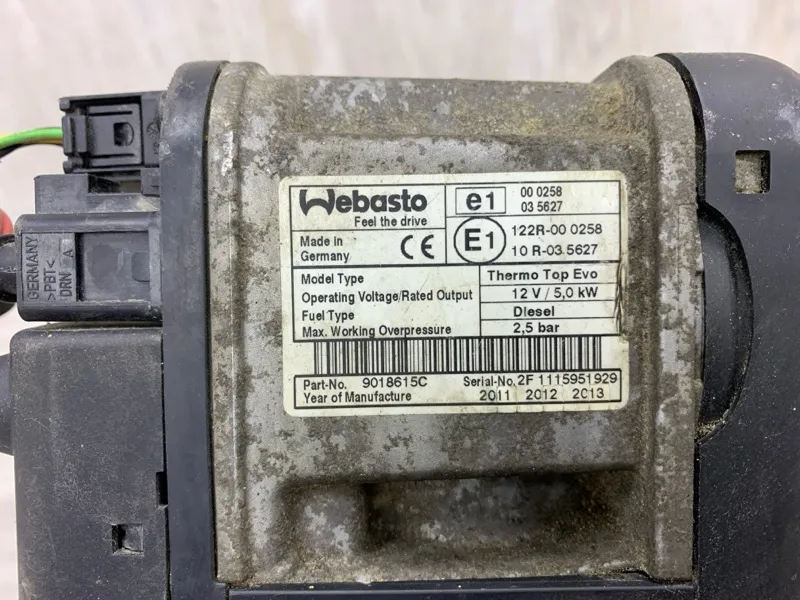 Webasto
Feel the drive
e1
00 0258
03 5627
Made in
Germany
CE
E1
122R-00 0258
10 R-03 5627
Model Type Thermo Top Evo
Operating Voltage/Rated Output 12 V / 5,0 kW
Fuel Type Diesel
Max. Working Overpressure 2,5 bar
Part-No. 9018615C Serial-No. 2F 1115951929
Year of Manufacture 2011 2012 2013
GERMANY
>PBT<
DRN A